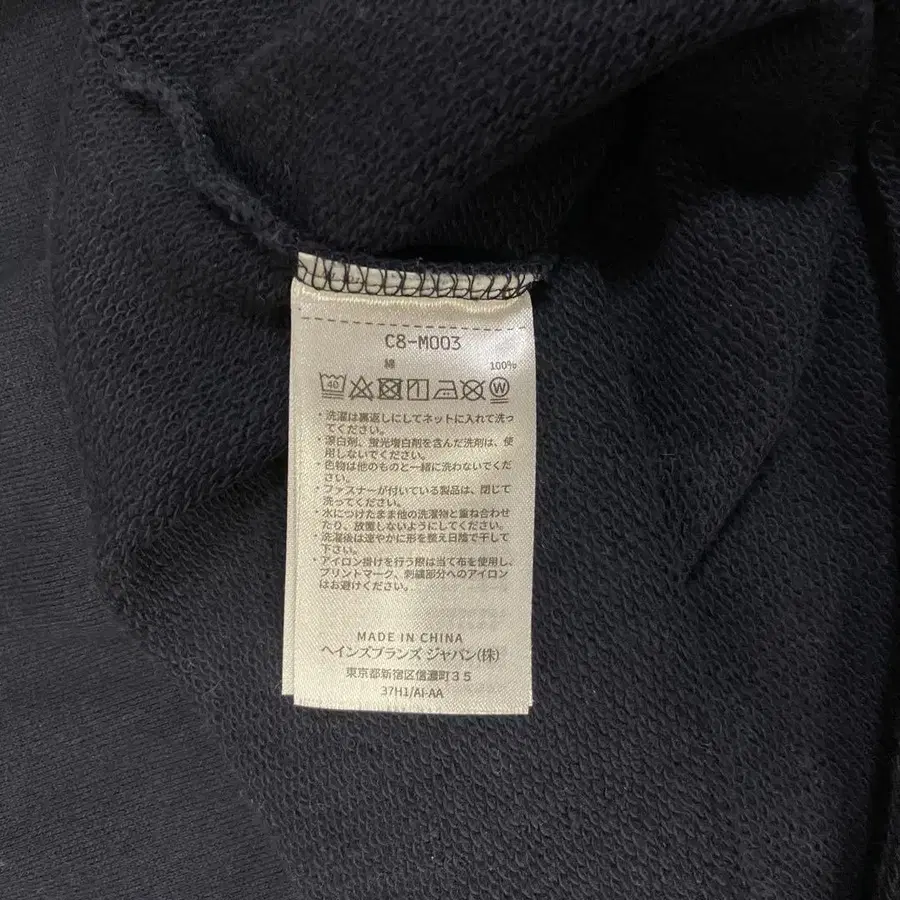 C8-M003
綿 100%
40 W
・洗濯は裏返しにしてネットに入れて洗っ
てください。
・漂白剤、蛍光増白剤を含んだ洗剤は、使
用しないでください。
・色物は他のものと一緒に洗わないでくだ
さい。
・ファスナーが付いている製品は、閉じて
洗ってください。
・水につけたまま他の洗濯物と重ね合わせ
たり、放置しないようにしてください。
・洗濯後は速やかに形を整え日陰で干して
下さい。
・アイロン掛けを行う際は当て布を使用し、
プリントマーク、刺繍部分へのアイロン
はお避けください。
MADE IN CHINA
ヘインズブランズ ジャパン(株)
東京都新宿区信濃町35
37H1/AI-AA